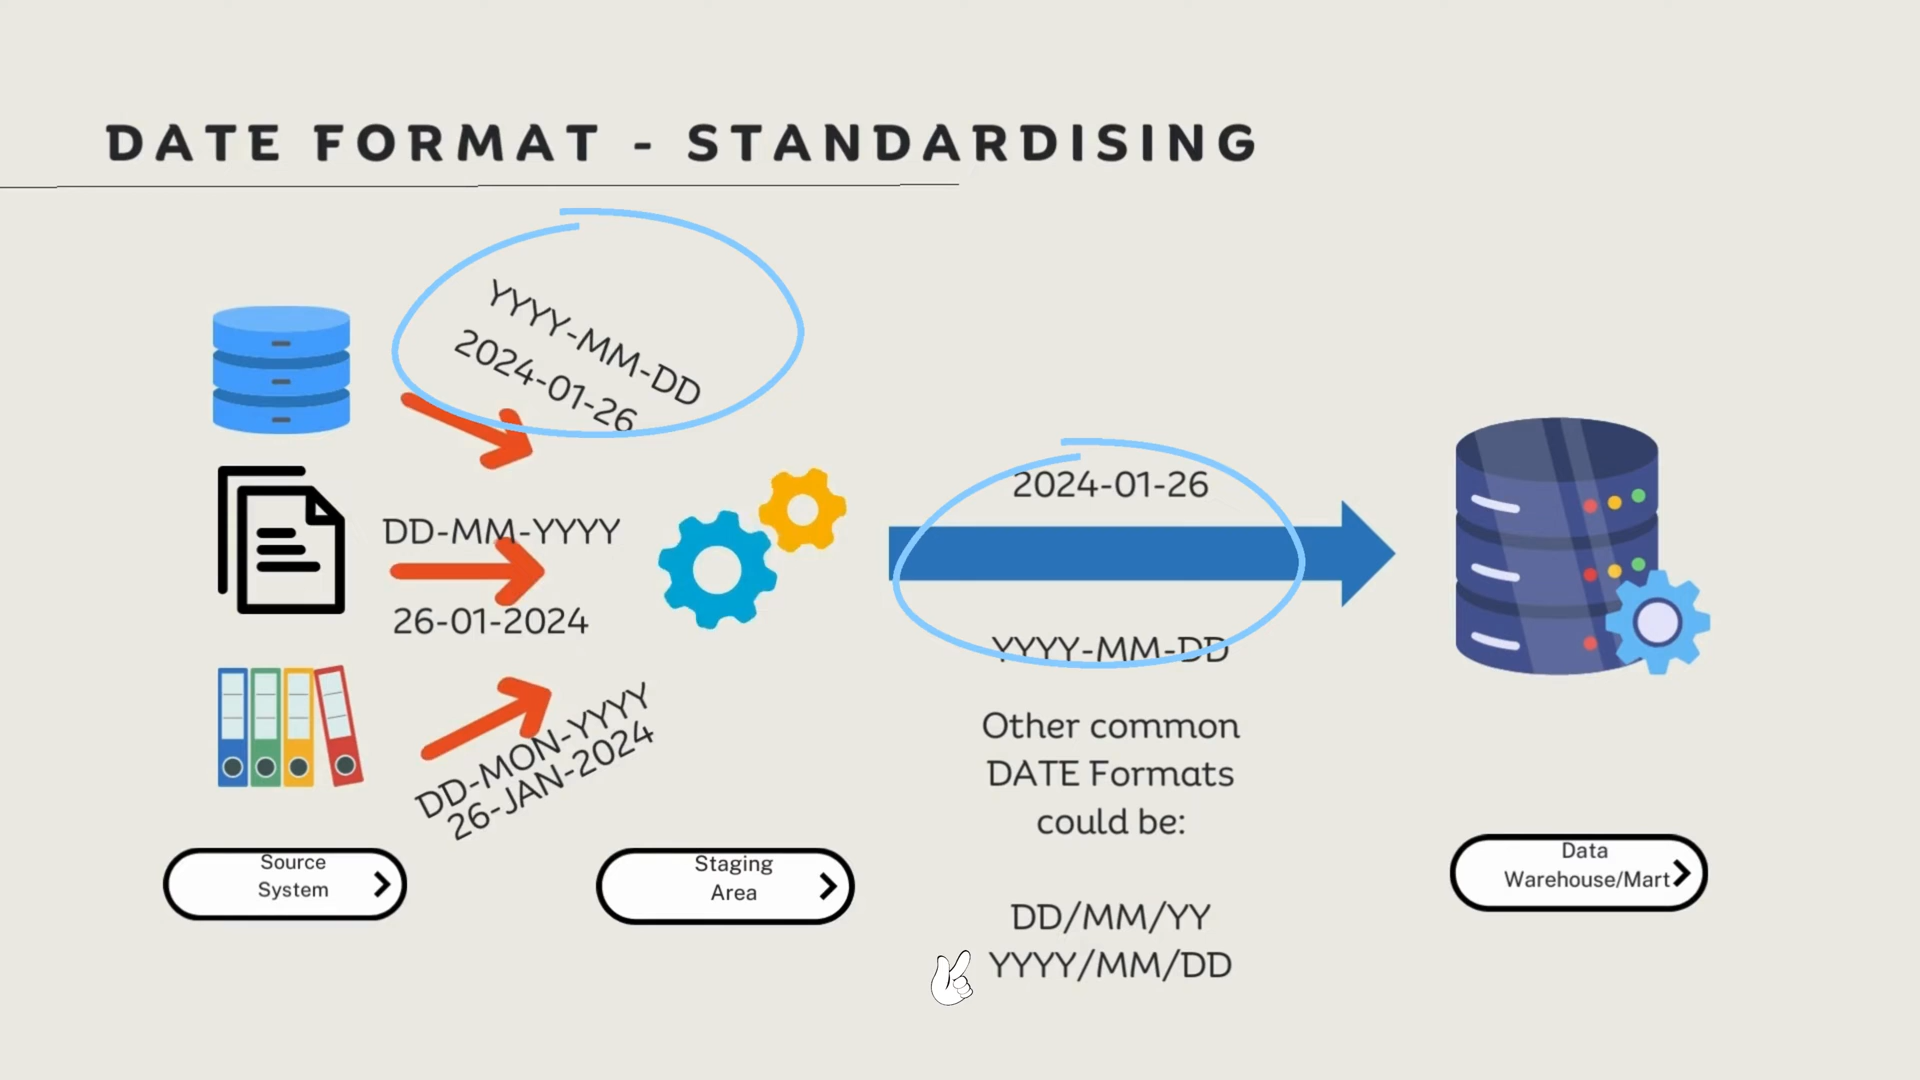 DATE FORMAT - STANDARDISING
YYYY-MM-DD
2024-01-26
DD-MM-YYYY
26-01-2024
DD-MON-YYYY
26-JAN-2024
2024-01-26
YYYY-MM-DD
Other common
DATE Formats
could be:
DD/MM/YY
YYYY/MM/DD
Source
System
Staging
Area
Data
Warehouse/Mart